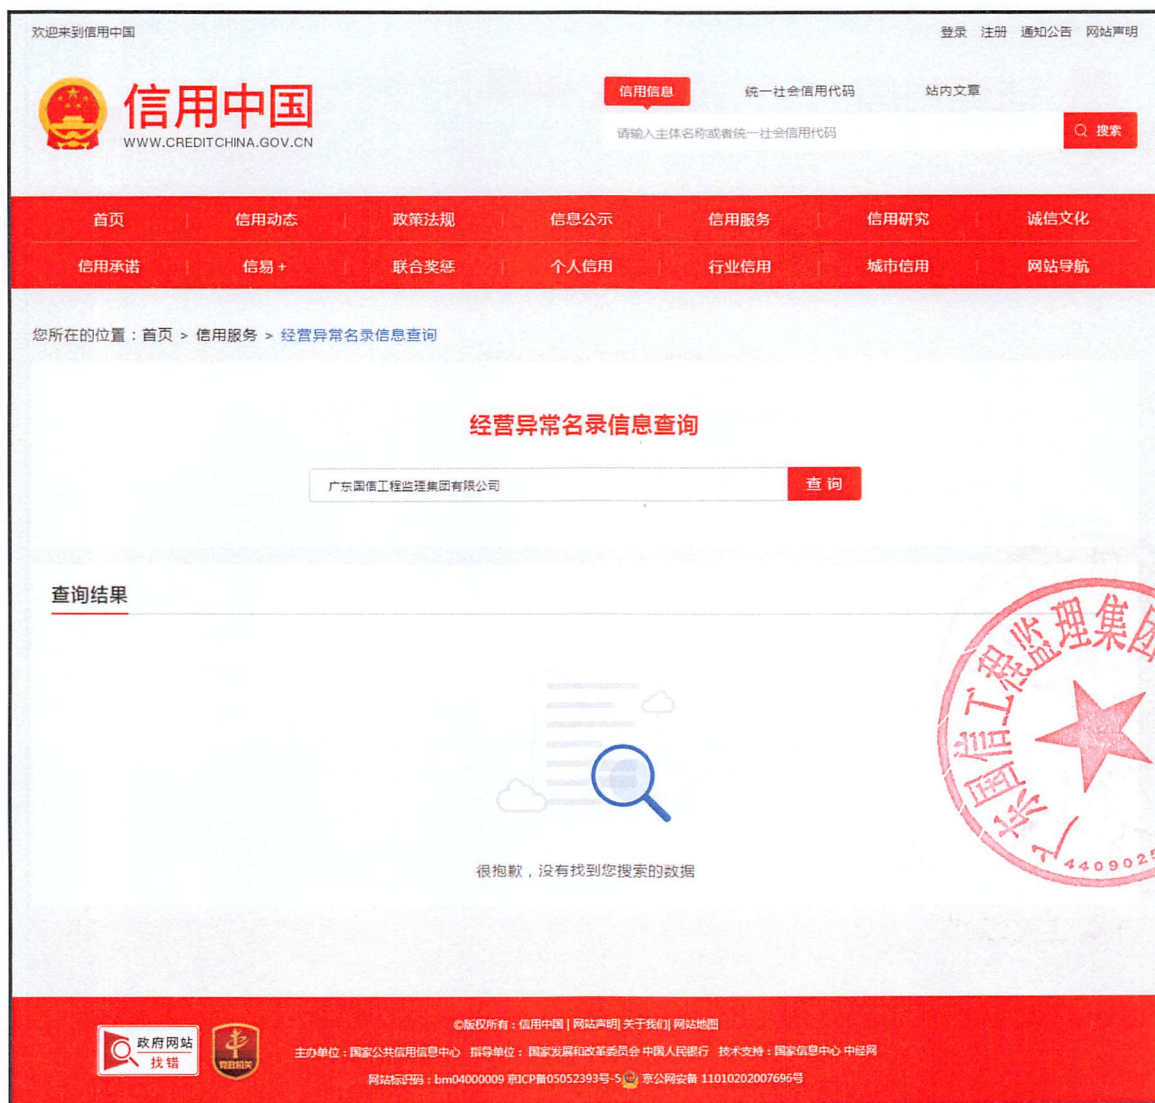 欢迎来到信用中国
登录 注册 通知公告 网站声明
信用中国
WWW.CREDITCHINA.GOV.CN
信用信息 统一社会信用代码 站内文章
请输入主体名称或者统一社会信用代码
搜索
首页 信用动态 政策法规 信息公示 信用服务 信用研究 诚信文化
信用承诺 信易+ 联合奖惩 个人信用 行业信用 城市信用 网站导航
您所在的位置：首页 > 信用服务 > 经营异常名录信息查询
经营异常名录信息查询
广东国信工程监理集团有限公司
查询
查询结果
广东国信工程监理集团
4409025
很抱歉，没有找到您搜索的数据
政府网站
找错
党政机关
©版权所有：信用中国 | 网站声明| 关于我们| 网站地图
主办单位：国家公共信用信息中心 指导单位： 国家发展和改革委员会 中国人民银行 技术支持：国家信息中心 中经网
网站标识码：bm04000009 京ICP备05052393号-5 京公网安备 11010202007696号